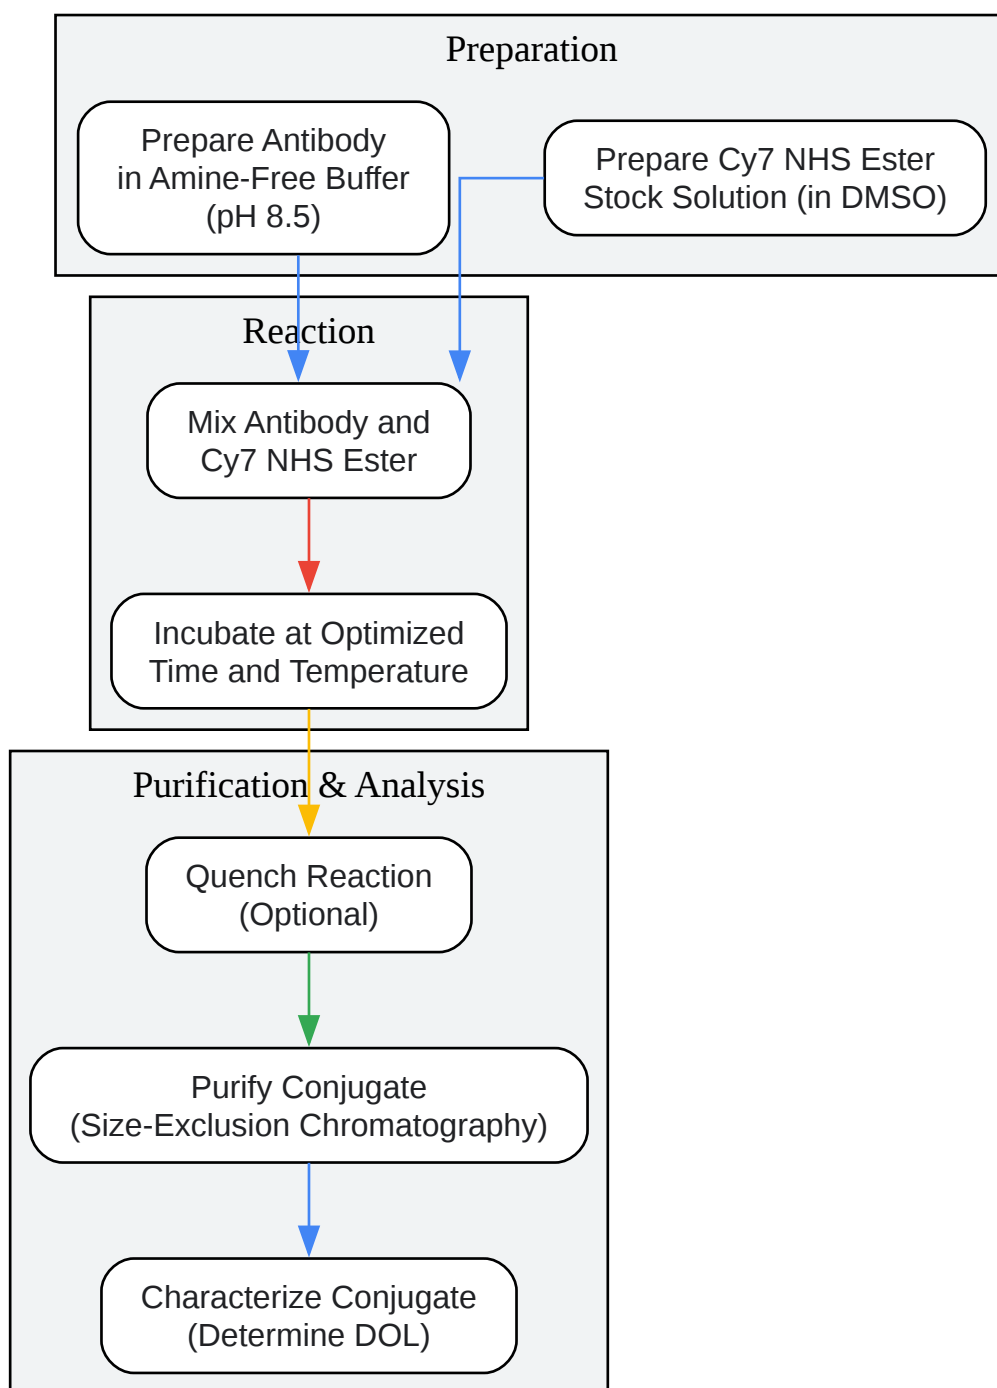 Preparation
Prepare Antibody
in Amine-Free Buffer
(pH 8.5)
Prepare Cy7 NHS Ester
Stock Solution (in DMSO)
Reaction
Mix Antibody and
Cy7 NHS Ester
Incubate at Optimized
Time and Temperature
Purification & Analysis
Quench Reaction
(Optional)
Purify Conjugate
(Size-Exclusion Chromatography)
Characterize Conjugate
(Determine DOL)